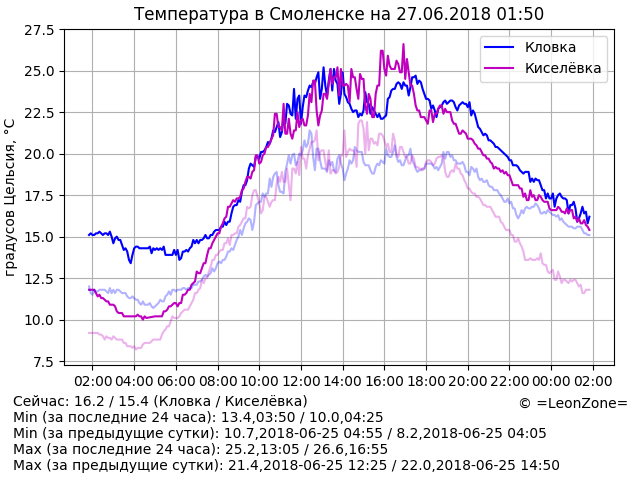 Температура в Смоленске на 27.06.2018 01:50
градусов Цельсия, °C
27.5
25.0
22.5
20.0
17.5
15.0
12.5
10.0
7.5
Кловка
Киселёвка
02:00 04:00 06:00 08:00 10:00 12:00 14:00 16:00 18:00 20:00 22:00 00:00 02:00
Сейчас: 16.2 / 15.4 (Кловка / Киселёвка)
© =LeonZone=
Min (за последние 24 часа): 13.4,03:50 / 10.0,04:25
Min (за предыдущие сутки): 10.7,2018-06-25 04:55 / 8.2,2018-06-25 04:05
Max (за последние 24 часа): 25.2,13:05 / 26.6,16:55
Max (за предыдущие сутки): 21.4,2018-06-25 12:25 / 22.0,2018-06-25 14:50